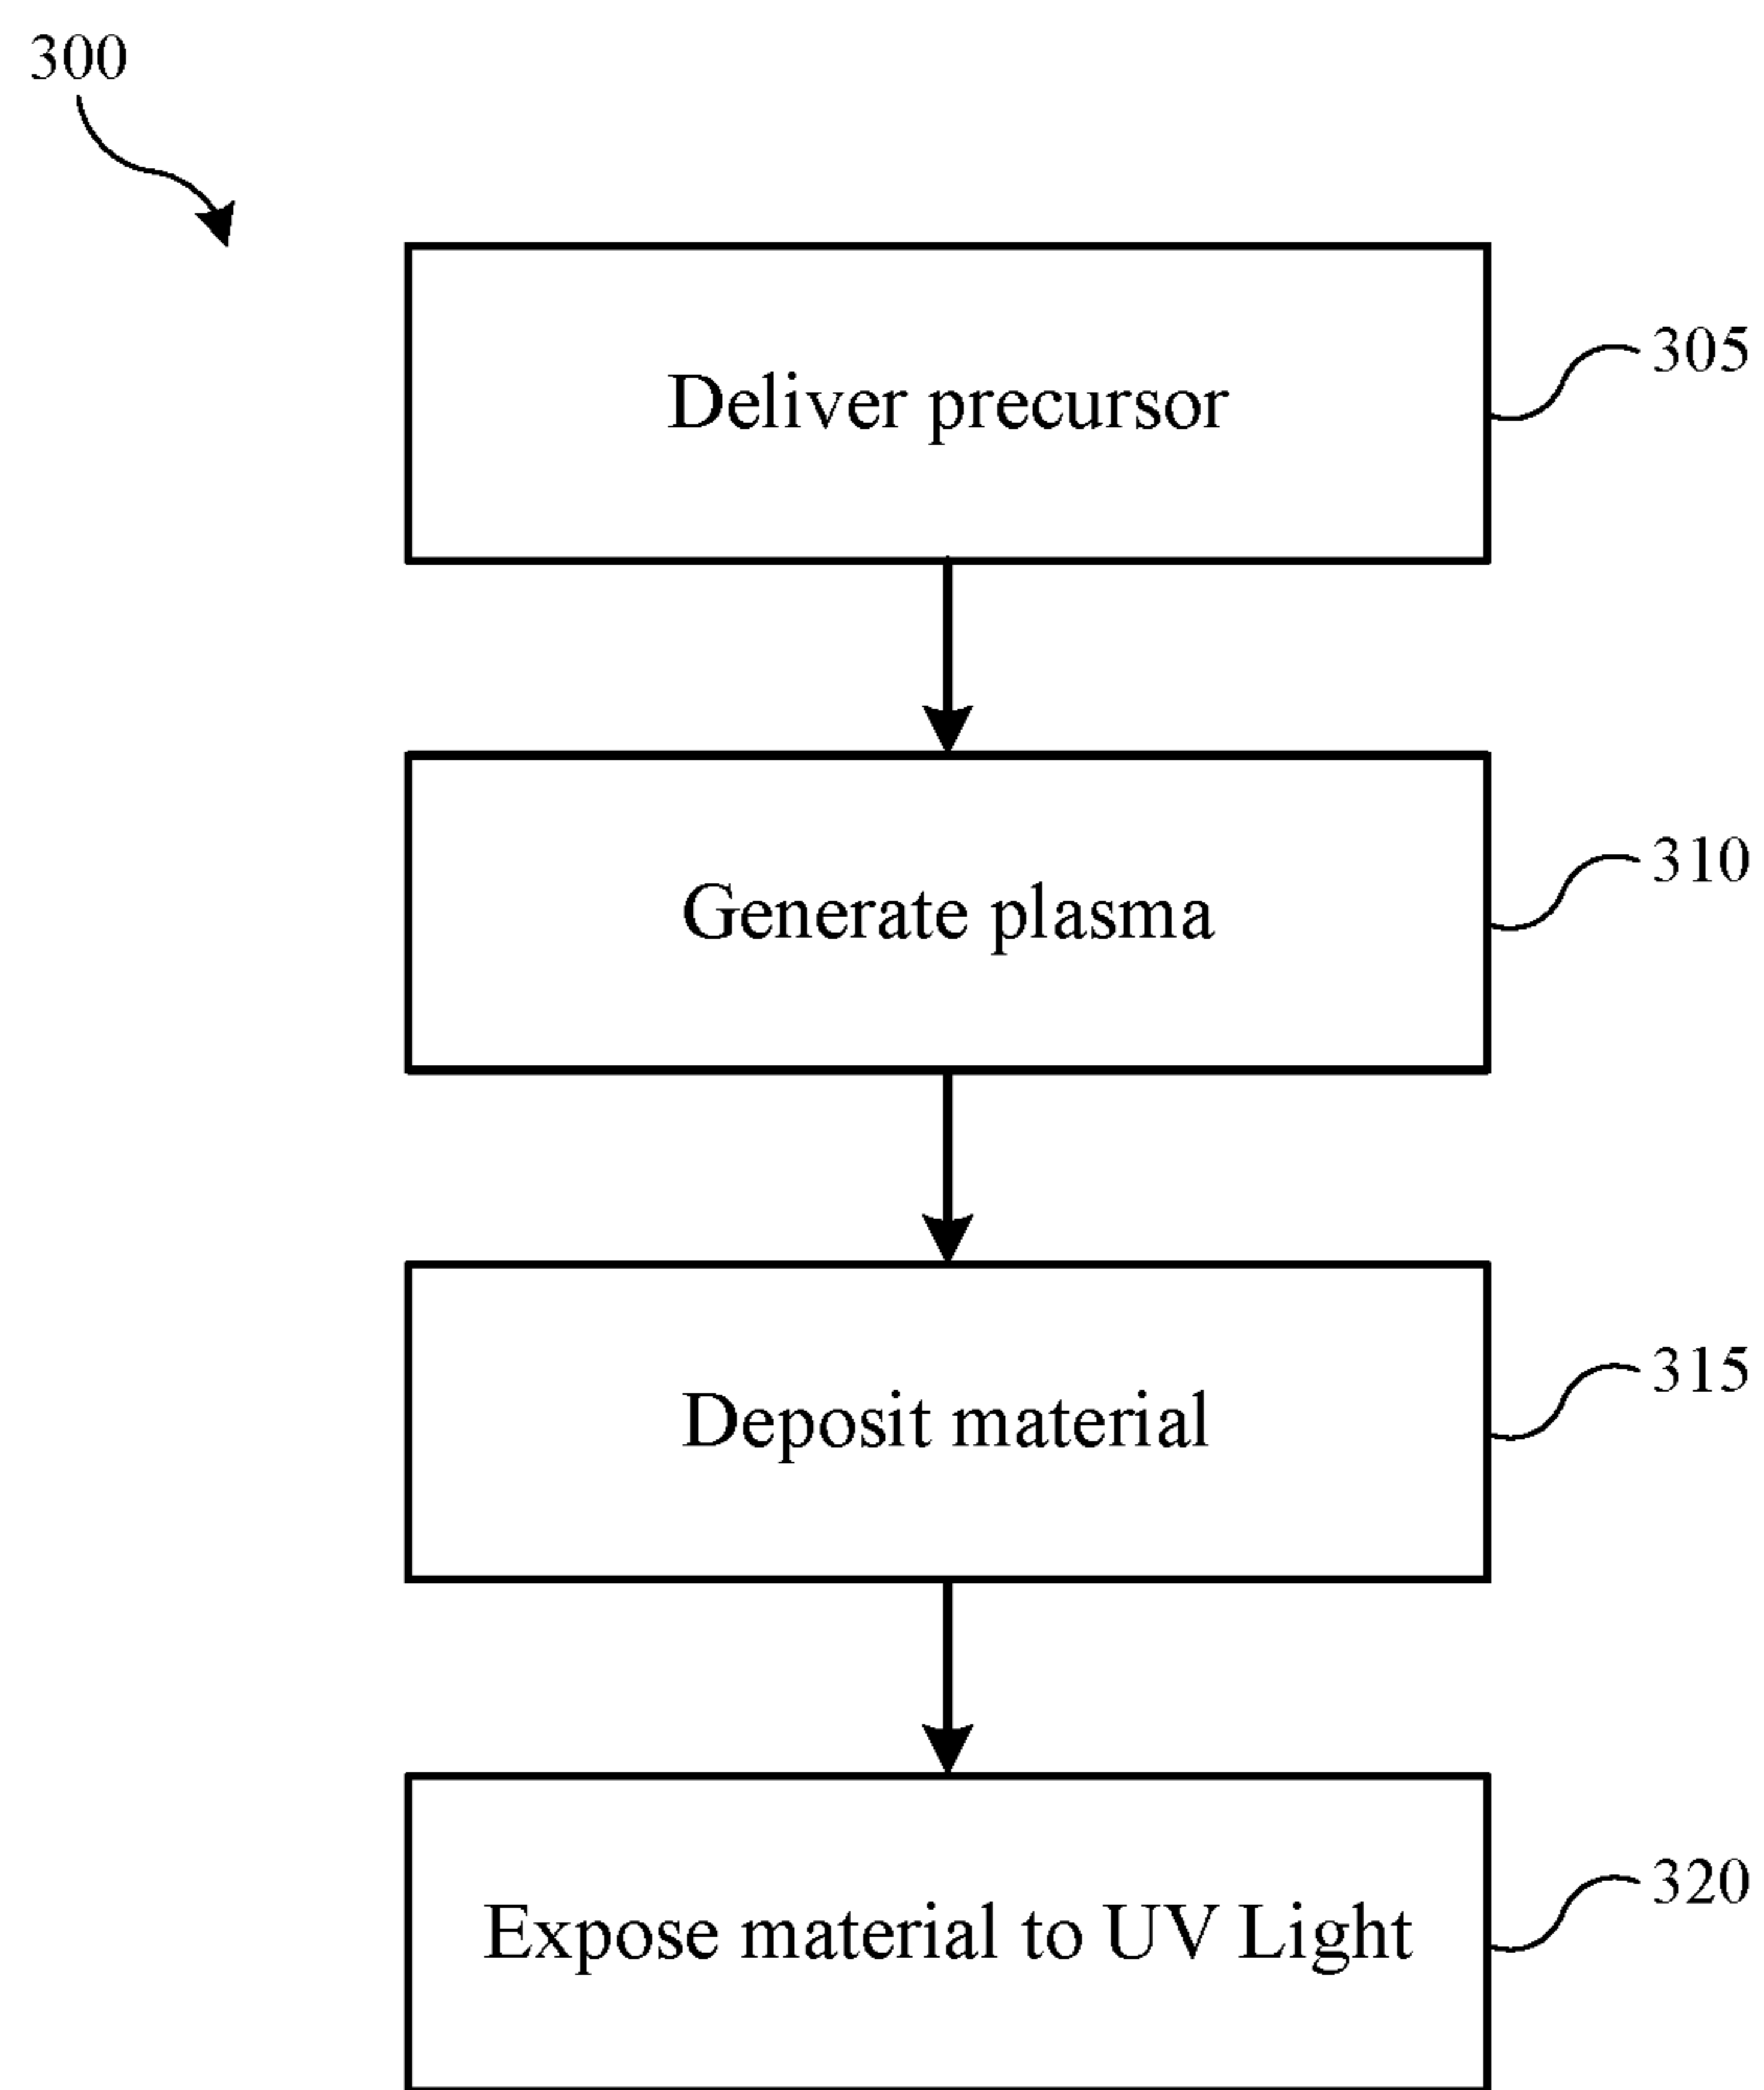 300
Deliver precursor
305
Generate plasma
310
Deposit material
315
Expose material to UV Light
320